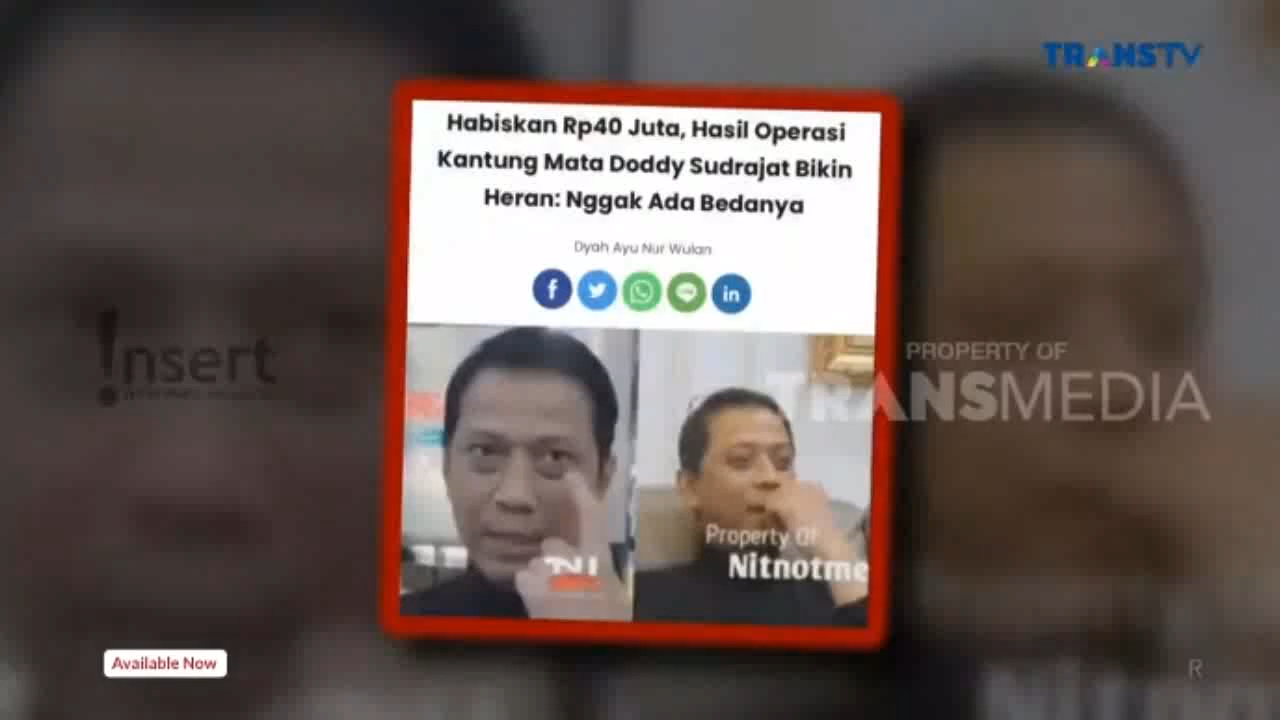 TRANSTV
Habiskan Rp40 Juta, Hasil Operasi
Kantung Mata Doddy Sudrajat Bikin
Heran: Nggak Ada Bedanya
Dyah Ayu Nur Wulan
!nsert
PROPERTY OF
TRANSMEDIA
Property Of
Nitnotme
Available Now
R